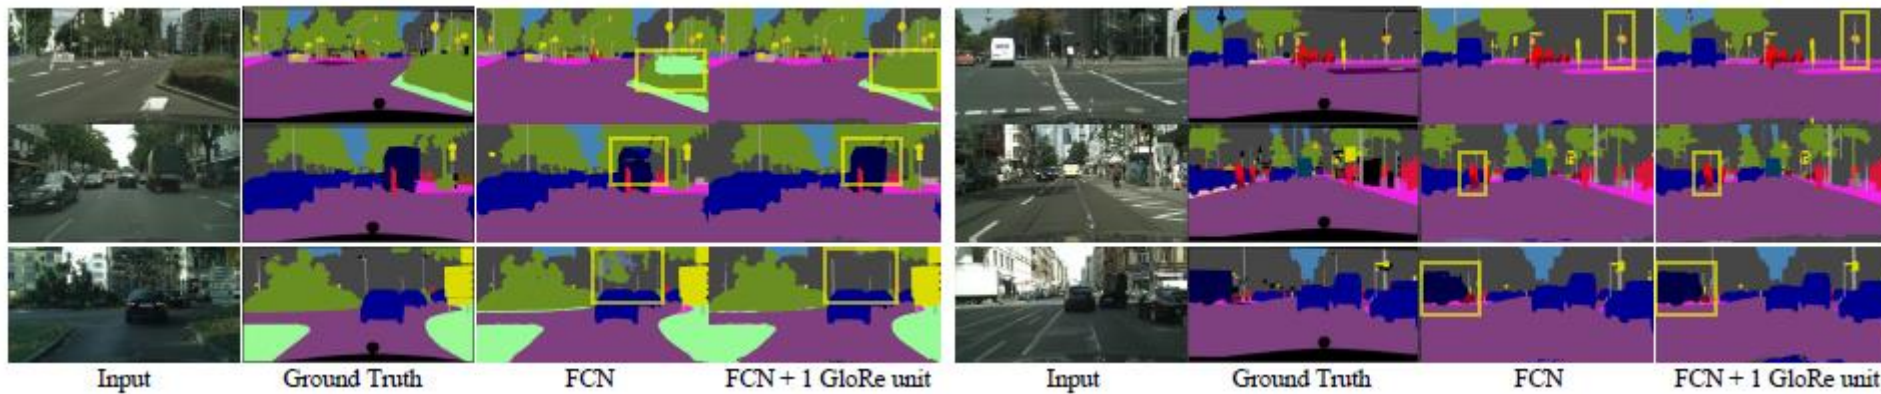 Input Ground Truth FCN FCN + 1 GloRe unit Input Ground Truth FCN FCN + 1 GloRe unit